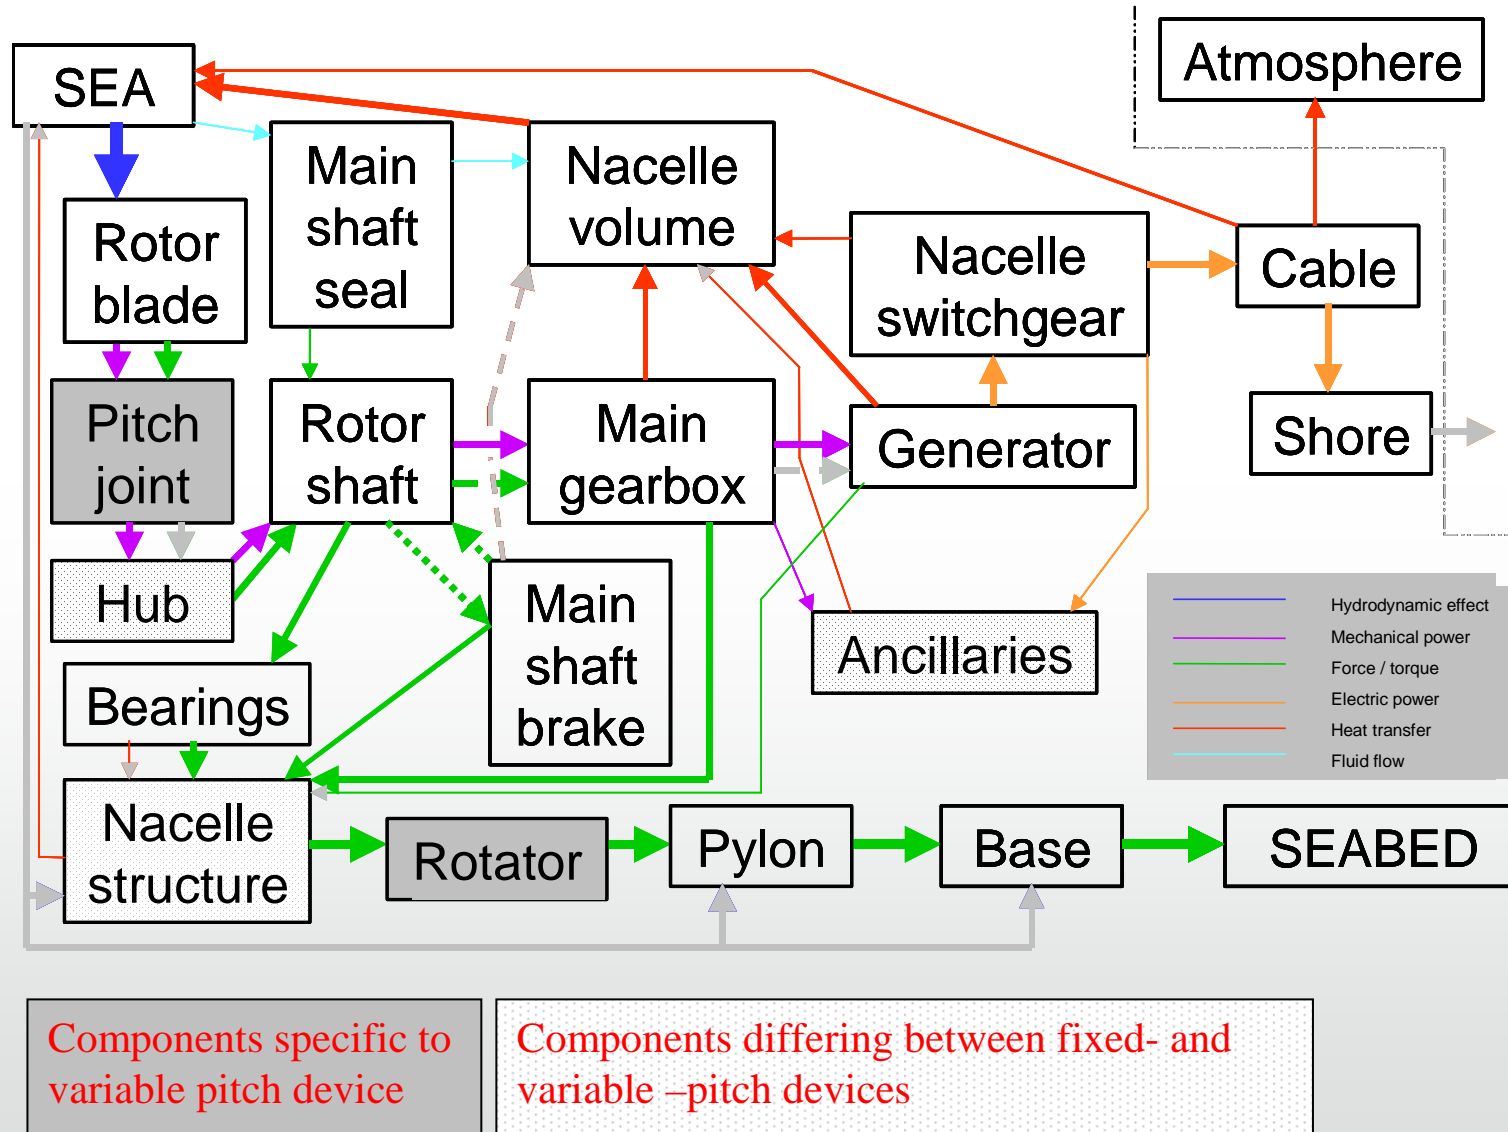 SEA
Atmosphere
Main
shaft
seal
Nacelle
volume
Rotor
blade
Nacelle
switchgear
Cable
Pitch
joint
Rotor
shaft
Main
gearbox
Generator
Shore
Hub
Main
shaft
brake
Ancillaries
Hydrodynamic effect
Mechanical power
Force / torque
Electric power
Heat transfer
Fluid flow
Bearings
Nacelle
structure
Rotator
Pylon
Base
SEABED
Components specific to
variable pitch device
Components differing between fixed- and
variable –pitch devices